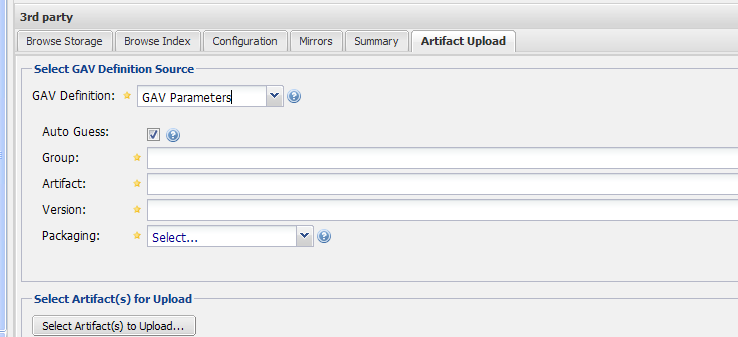 3rd party
Browse Storage Browse Index Configuration Mirrors Summary Artifact Upload
Select GAV Definition Source
GAV Definition: GAV Parameters
Auto Guess:
Group:
Artifact:
Version:
Packaging: Select...
Select Artifact(s) for Upload
Select Artifact(s) to Upload...